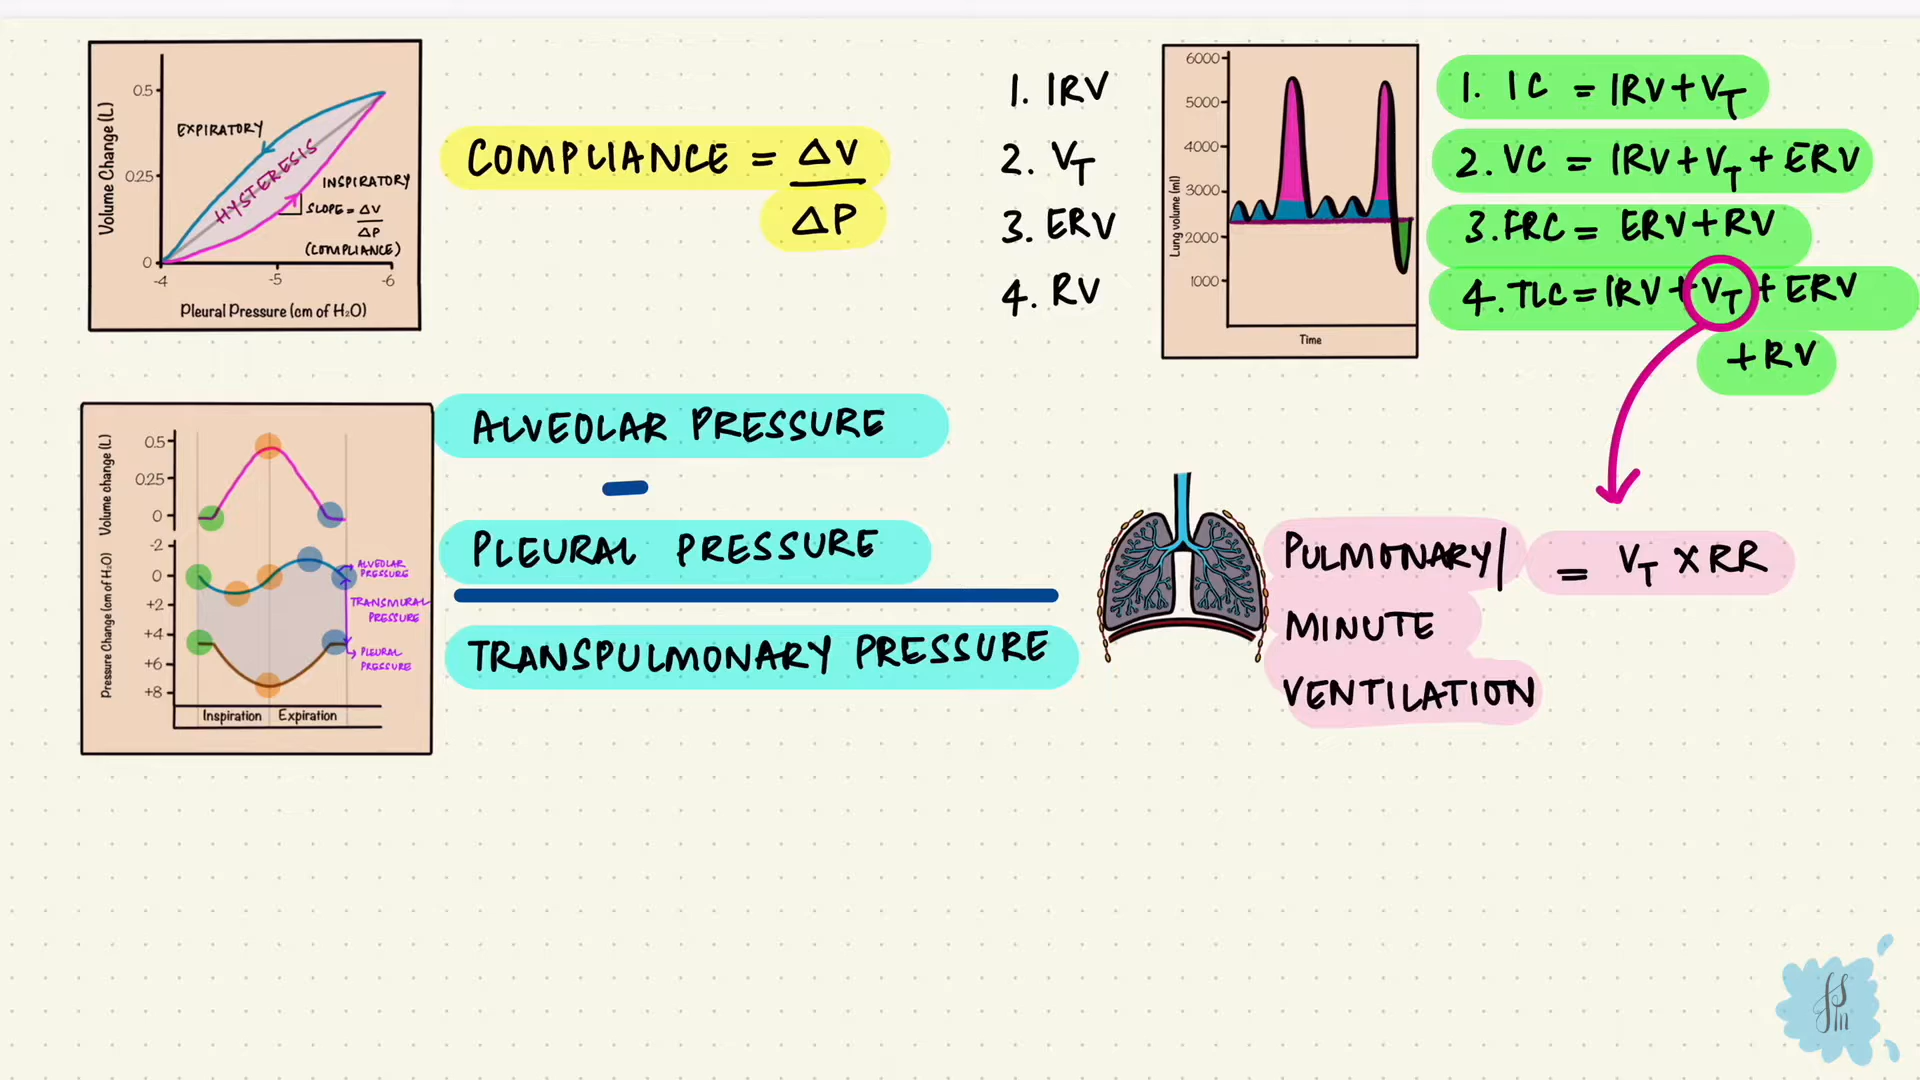 Volume Change (L)
0.5
0.25
0
EXPIRATORY
HYSTERESIS
INSPIRATORY
SLOPE = ΔV
ΔP
(COMPLIANCE)
-4
-5
-6
Pleural Pressure (cm of H₂O)
COMPLIANCE = ΔV
ΔP
1. IRV
2. VT
3. ERV
4. RV
Lung volume (ml)
6000
5000
4000
3000
2000
1000
Time
1. IC = IRV+VT
2. VC = IRV+VT+ERV
3. FRC = ERV+RV
4. TLC = IRV+VT+ERV
+RV
Volume change (L)
0.5
0.25
0
Pressure Change (cm of H₂O)
-2
0
+2
+4
+6
+8
ALVEOLAR
PRESSURE
TRANSMURAL
PRESSURE
PLEURAL
PRESSURE
Inspiration
Expiration
ALVEOLAR PRESSURE
-
PLEURAL PRESSURE
TRANSPULMONARY PRESSURE
PULMONARY/ = VT X RR
MINUTE
VENTILATION